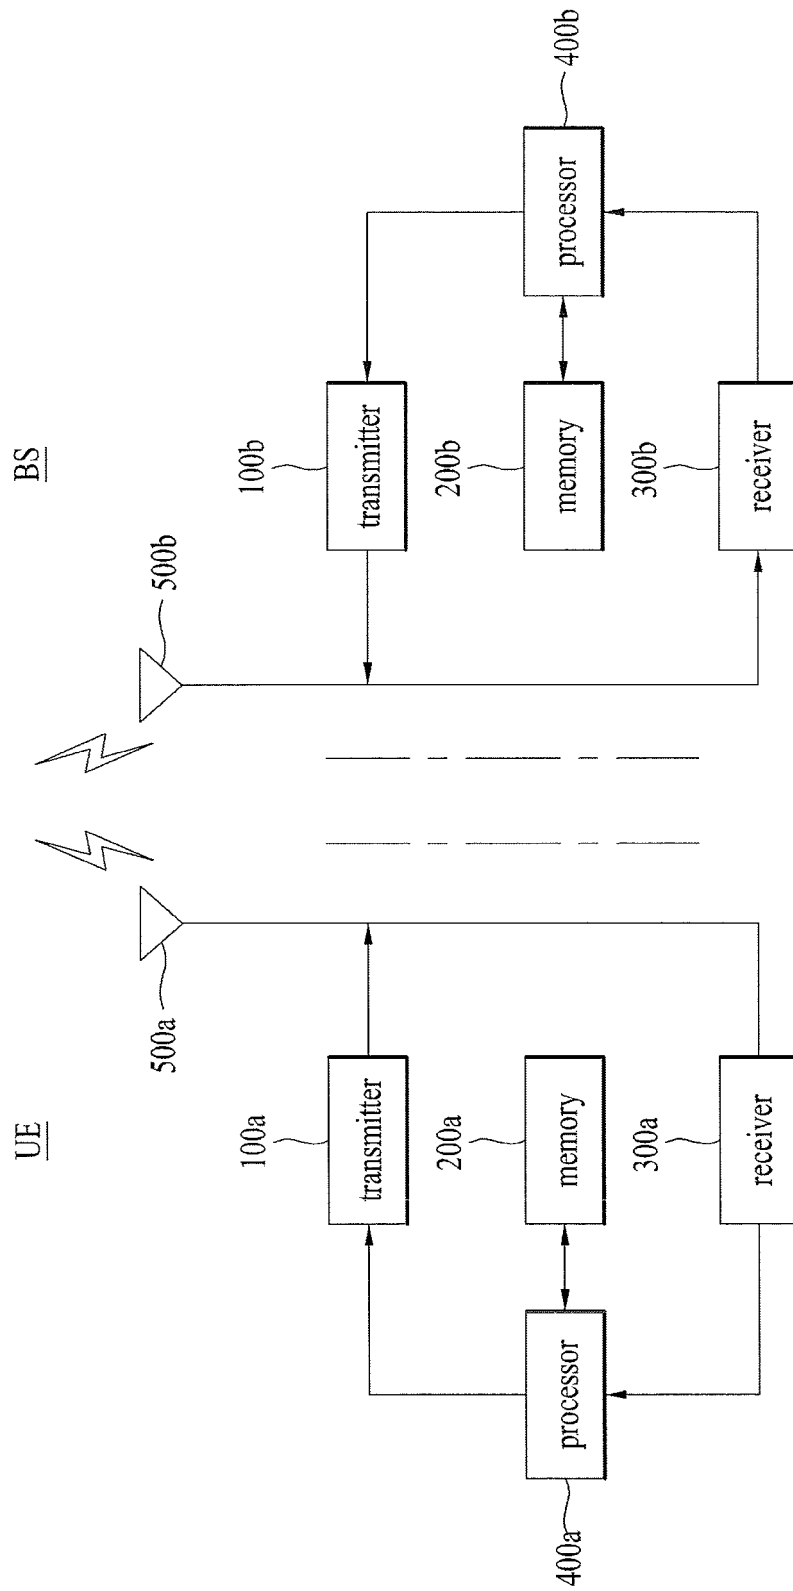 UE
BS
500a
500b
100a
transmitter
100b
transmitter
400a
processor
200a
memory
200b
memory
400b
processor
300a
receiver
300b
receiver